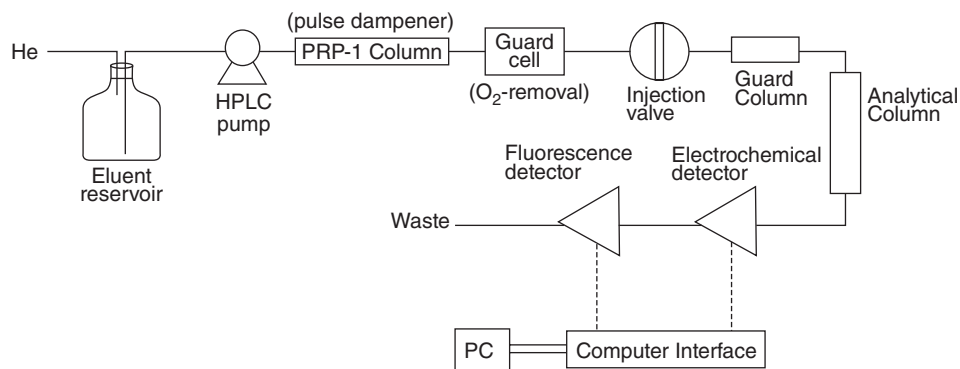 He
Eluent
reservoir
HPLC
pump
(pulse dampener)
PRP-1 Column
Guard
cell
(O₂-removal)
Injection
valve
Guard
Column
Analytical
Column
Fluorescence
detector
Electrochemical
detector
Waste
PC
Computer Interface